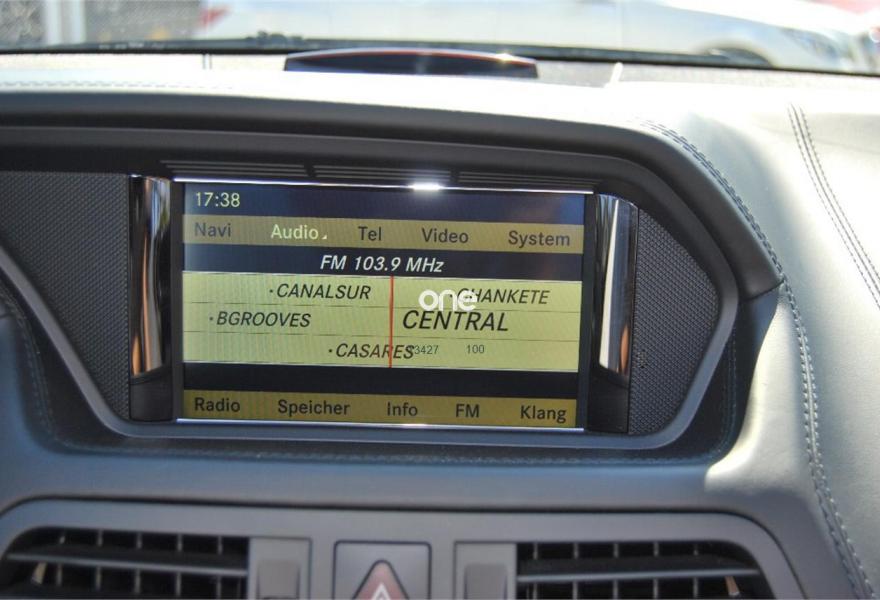 17:38
Navi Audio Tel Video System
FM 103.9 MHz
·CANALSUR CHANKETE
one
·BGROOVES CENTRAL
·CASARES 3427 100
Radio Speicher Info FM Klang